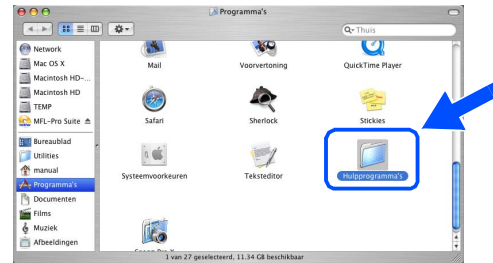 Programma's
Thuis
Network
Mac OS X
Macintosh HD-...
Macintosh HD
TEMP
MFL-Pro Suite
Bureaublad
Utilities
manual
Programma's
Documenten
Films
Muziek
Afbeeldingen
Mail Voorvertoning QuickTime Player
Safari Sherlock Stickies
Systeemvoorkeuren Teksteditor Hulpprogramma's
1 van 27 geselecteerd, 11.34 GB beschikbaar